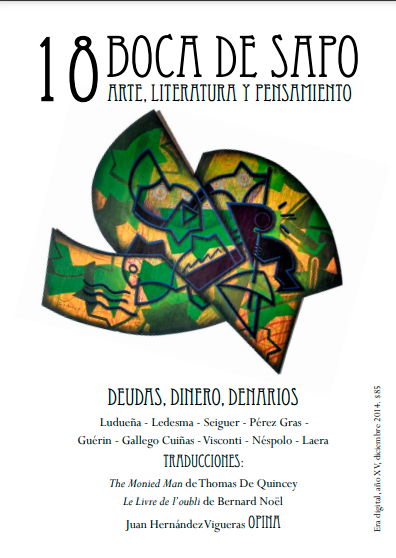 18 BOCA DE SAPO
ARTE, LITERATURA Y PENSAMIENTO
DEUDAS, DINERO, DENARIOS
Ludueña - Ledesma - Seiguer - Pérez Gras -
Guérin - Gallego Cuiñas - Visconti - Néspolo - Laera
TRADUCCIONES:
The Monied Man de Thomas De Quincey
Le Livre de l'oubli de Bernard Noël
Juan Hernández Vigueras OPINA
Era digital, año XV, diciembre 2014. $85